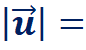 |u⃗| =